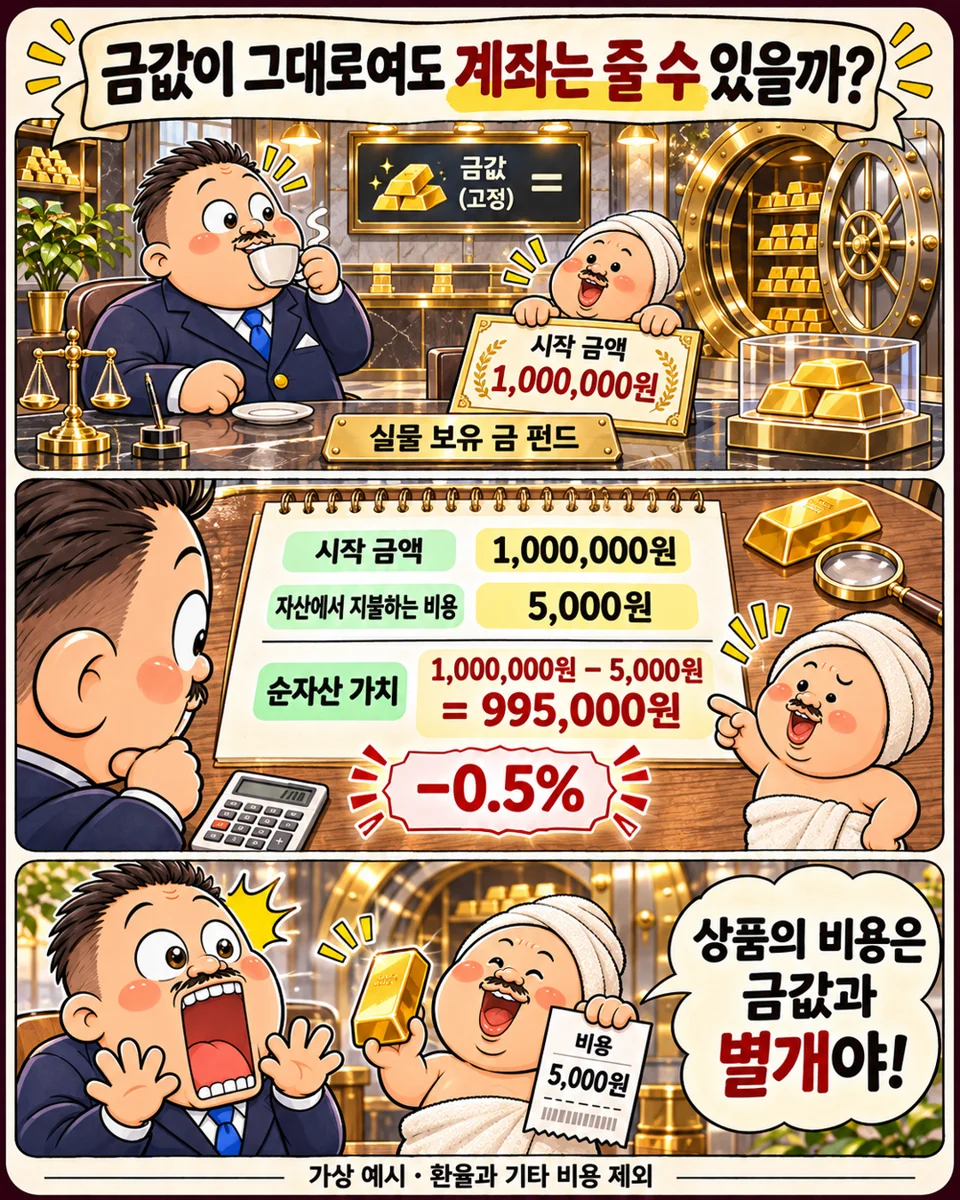 금값이 그대로여도 계좌는 줄 수 있을까?
금값
(고정) =
시작 금액
1,000,000원
실물 보유 금 펀드
시작 금액 1,000,000원
자산에서 지불하는 비용 5,000원
순자산 가치 1,000,000원 – 5,000원
= 995,000원
–0.5%
비용
5,000원
상품의 비용은
금값과
별개야!
가상 예시 · 환율과 기타 비용 제외